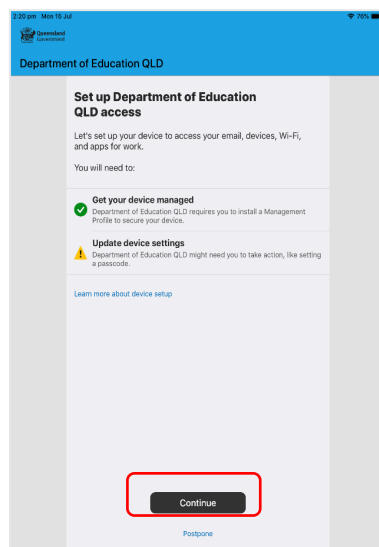 2:20 pm Mon 15 Jul
76%
Queensland
Government
Department of Education QLD
Set up Department of Education
QLD access
Let's set up your device to access your email, devices, Wi-Fi,
and apps for work.
You will need to:
Get your device managed
Department of Education QLD requires you to install a Management
Profile to secure your device.
Update device settings
Department of Education QLD might need you to take action, like setting
a passcode.
Learn more about device setup
Continue
Postpone